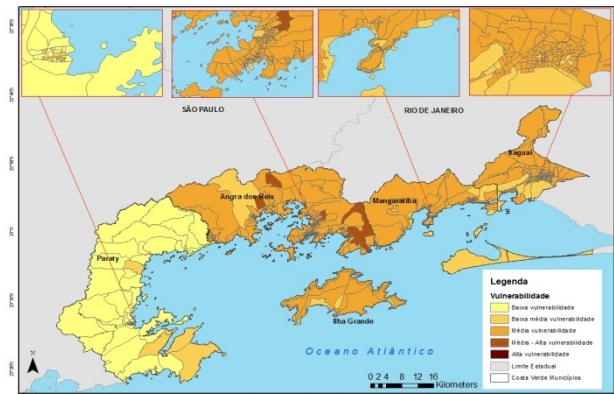 SÃO PAULO
RIO DE JANEIRO
Itaguaí
Angra dos Reis
Mangaratiba
Paraty
Ilha Grande
Oceano Atlântico
N
0 2 4 8 12 16
Kilometers
Legenda
Vulnerabilidade
Baixa vulnerabilidade
Baixa média vulnerabilidade
Média vulnerabilidade
Média - Alta vulnerabilidade
Alta vulnerabilidade
Limite Estadual
Costa Verde Municípios